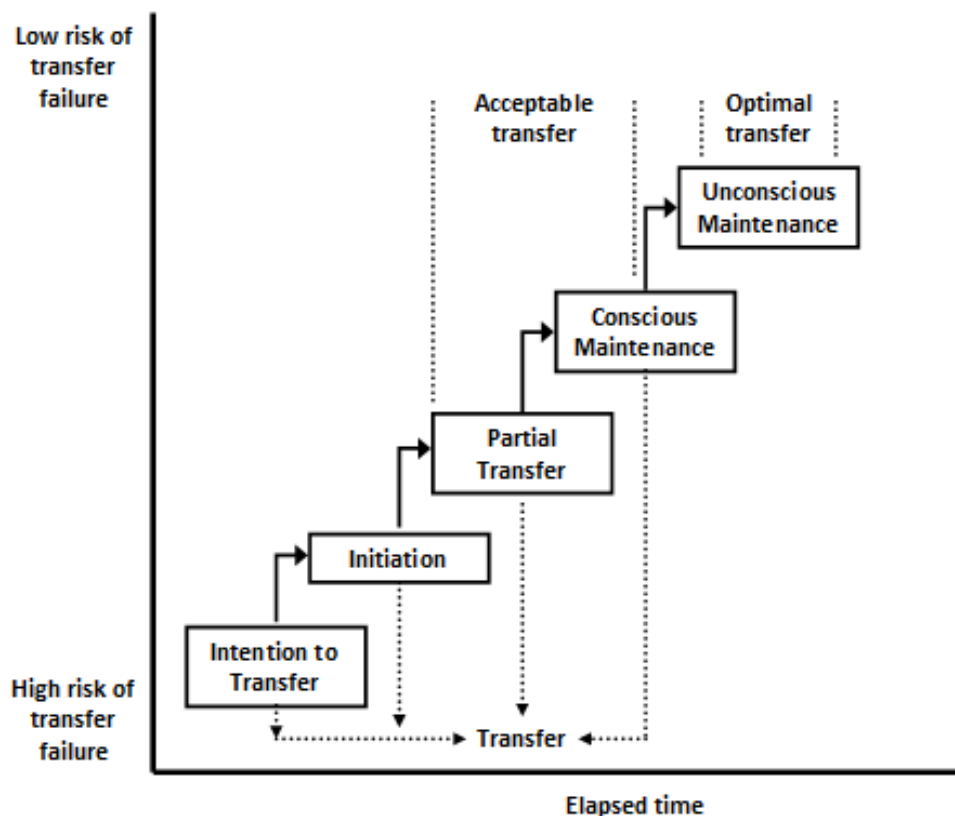 Low risk of
transfer
failure
Acceptable
transfer
Optimal
transfer
Unconscious
Maintenance
Conscious
Maintenance
Partial
Transfer
Initiation
Intention to
Transfer
High risk of
transfer
failure
Transfer
Elapsed time